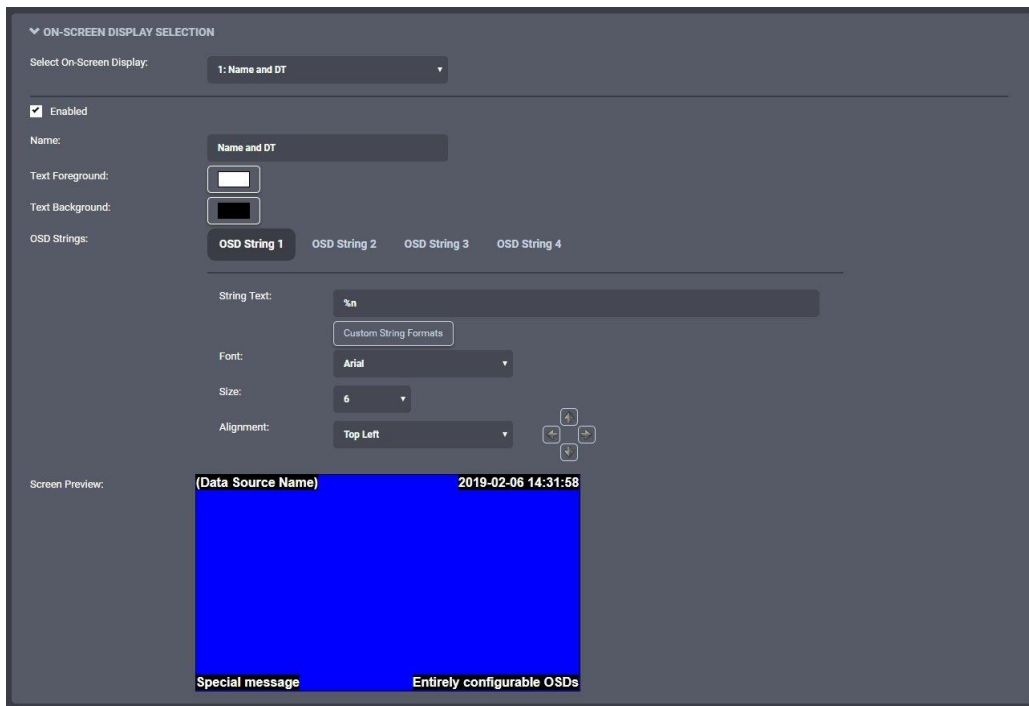 ON-SCREEN DISPLAY SELECTION
Select On-Screen Display: 1: Name and DT
Enabled
Name: Name and DT
Text Foreground:
Text Background:
OSD Strings: OSD String 1 OSD String 2 OSD String 3 OSD String 4
String Text: %n
Custom String Formats
Font: Arial
Size: 6
Alignment: Top Left
Screen Preview: (Data Source Name) 2019-02-06 14:31:58
Special message Entirely configurable OSDs